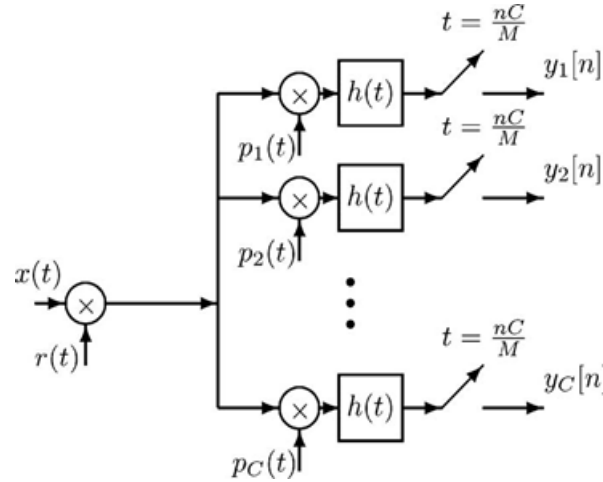 t = nC/M
× h(t) y₁[n]
p₁(t)
t = nC/M
× h(t) y₂[n]
p₂(t)
x(t)
×
r(t)
t = nC/M
× h(t) y_C[n]
p_C(t)